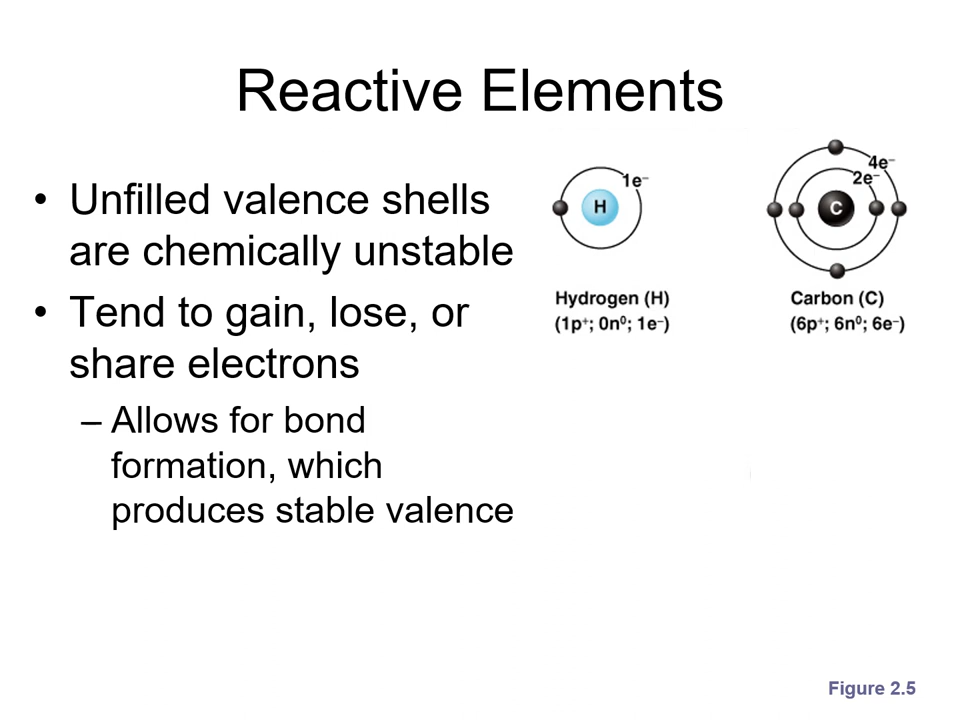 Reactive Elements
• Unfilled valence shells
are chemically unstable
• Tend to gain, lose, or
share electrons
– Allows for bond
formation, which
produces stable valence
1e⁻
H
Hydrogen (H)
(1p⁺; 0n⁰; 1e⁻)
4e⁻
2e⁻
C
Carbon (C)
(6p⁺; 6n⁰; 6e⁻)
Figure 2.5